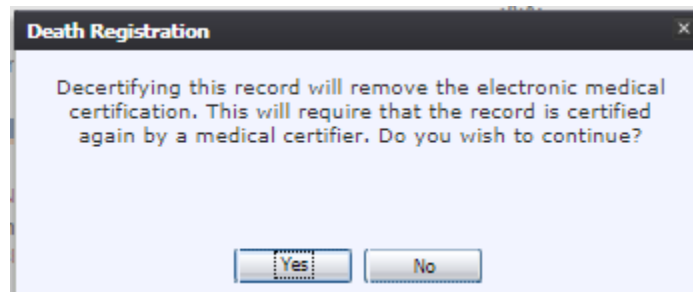 Death Registration
×
Decertifying this record will remove the electronic medical
certification. This will require that the record is certified
again by a medical certifier. Do you wish to continue?
Yes
No